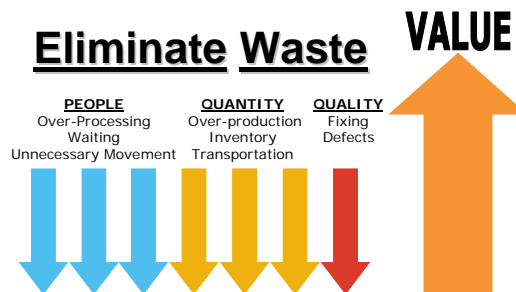 Eliminate Waste
VALUE
PEOPLE
Over-Processing
Waiting
Unnecessary Movement
QUANTITY
Over-production
Inventory
Transportation
QUALITY
Fixing
Defects